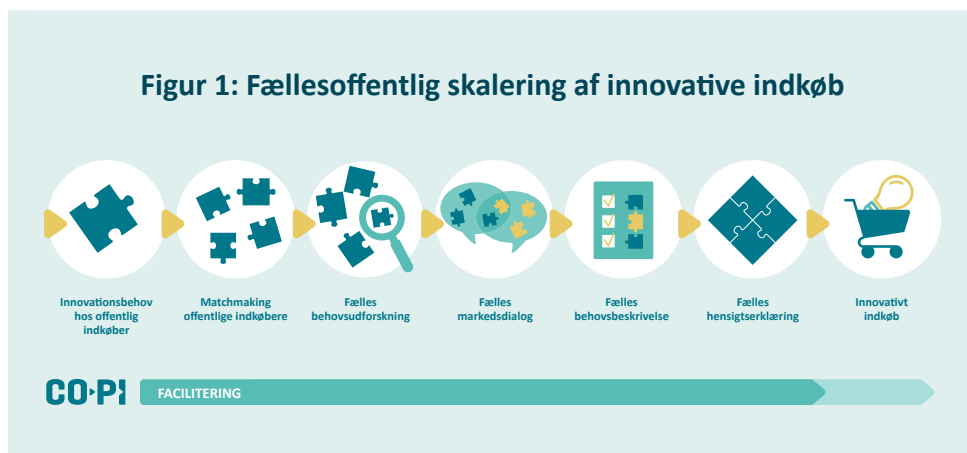 Figur 1: Fællesoffentlig skalering af innovative indkøb
Innovationsbehov
hos offentlig
indkøber
Matchmaking
offentlige indkøbere
Fælles
behovsudforskning
Fælles
markedsdialog
Fælles
behovsbeskrivelse
Fælles
hensigtserklæring
Innovativt
indkøb
CO-PI
FACILITERING